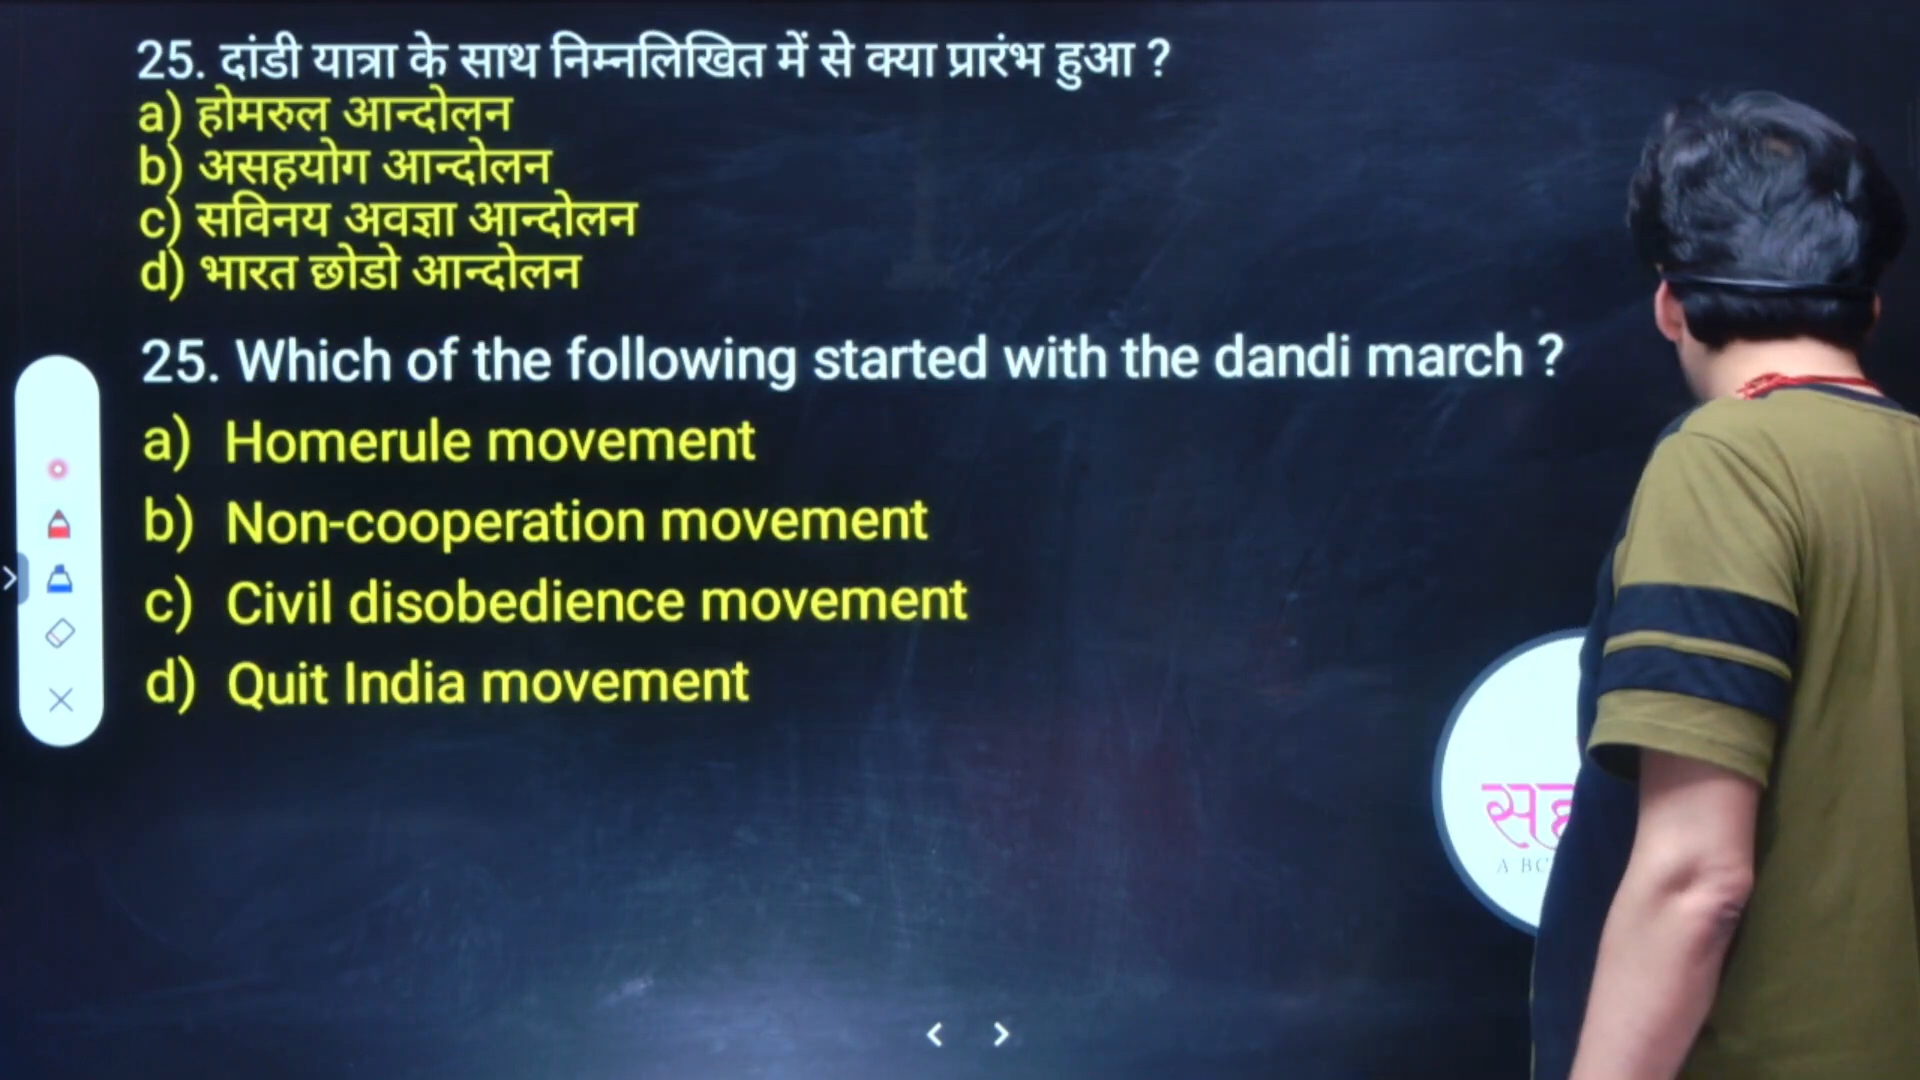 25. दांडी यात्रा के साथ निम्नलिखित में से क्या प्रारंभ हुआ ?
a) होमरुल आन्दोलन
b) असहयोग आन्दोलन
c) सविनय अवज्ञा आन्दोलन
d) भारत छोडो आन्दोलन
25. Which of the following started with the dandi march ?
a) Homerule movement
b) Non-cooperation movement
c) Civil disobedience movement
d) Quit India movement
A